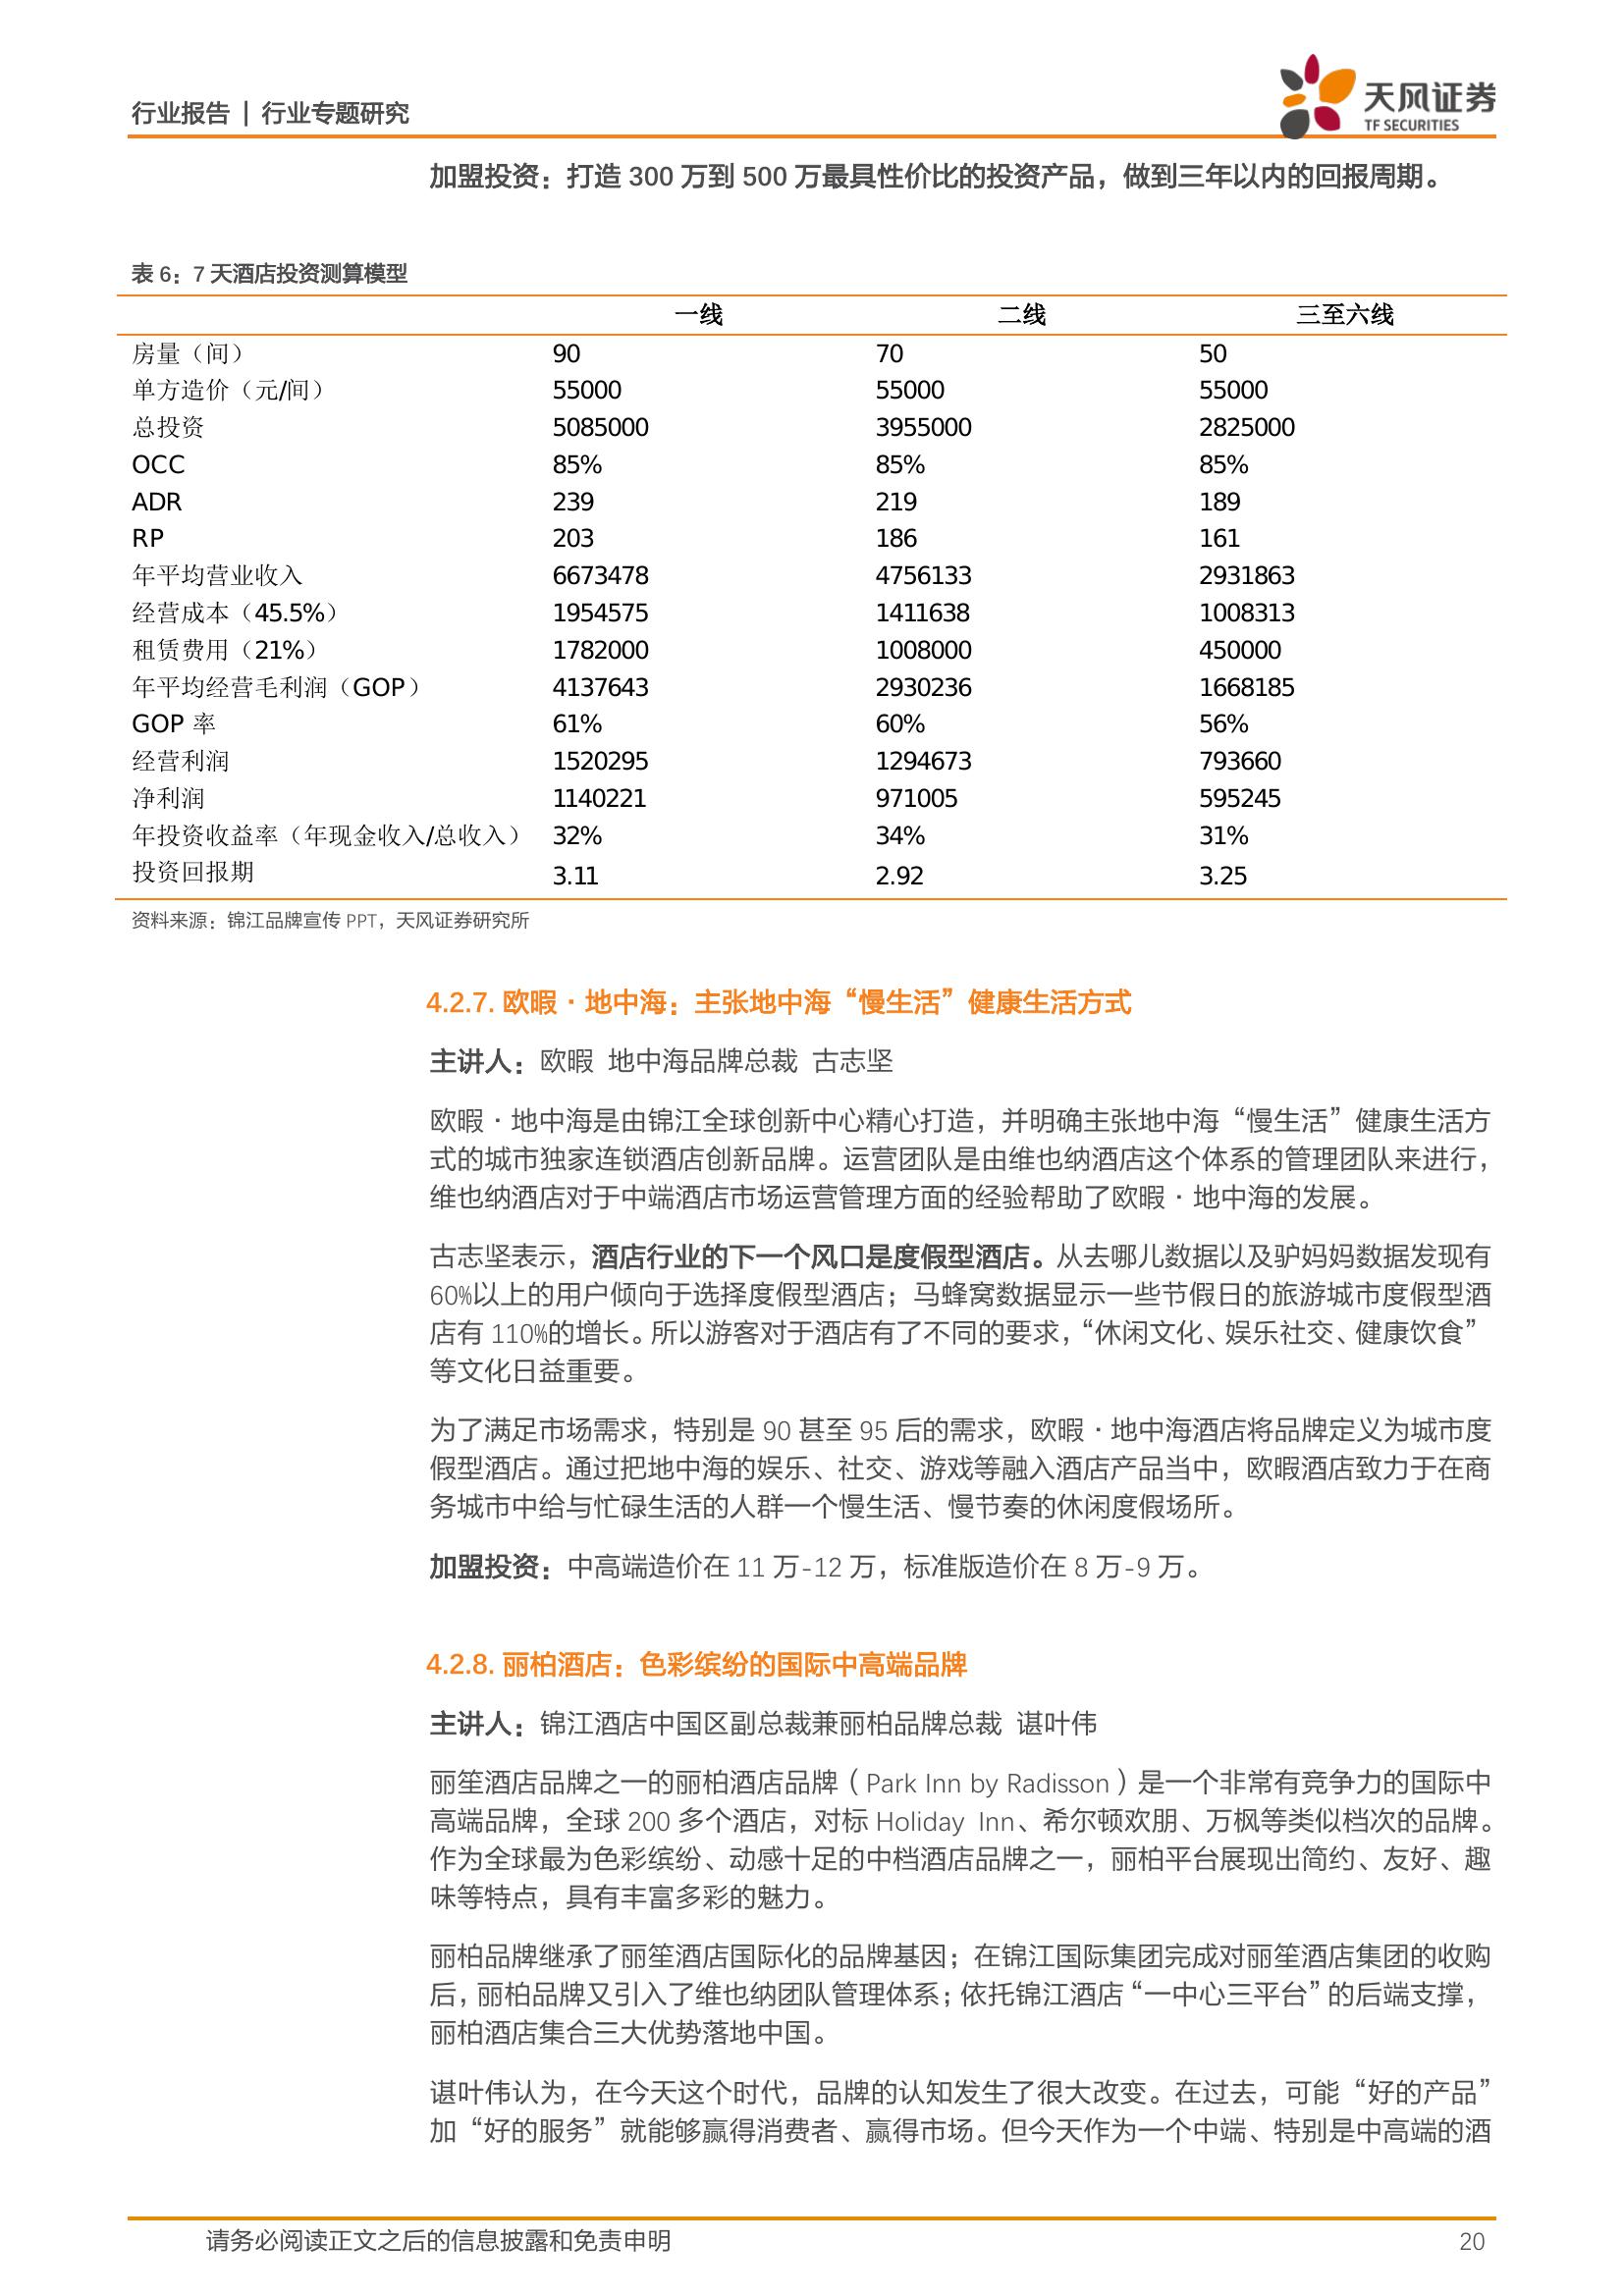 行业报告 | 行业专题研究
天风证券
TF SECURITIES
加盟投资：打造 300 万到 500 万最具性价比的投资产品，做到三年以内的回报周期。
表 6：7 天酒店投资测算模型
一线 二线 三至六线
房量（间） 90 70 50
单方造价（元/间） 55000 55000 55000
总投资 5085000 3955000 2825000
OCC 85% 85% 85%
ADR 239 219 189
RP 203 186 161
年平均营业收入 6673478 4756133 2931863
经营成本（45.5%） 1954575 1411638 1008313
租赁费用（21%） 1782000 1008000 450000
年平均经营毛利润（GOP） 4137643 2930236 1668185
GOP 率 61% 60% 56%
经营利润 1520295 1294673 793660
净利润 1140221 971005 595245
年投资收益率（年现金收入/总收入） 32% 34% 31%
投资回报期 3.11 2.92 3.25
资料来源：锦江品牌宣传 PPT，天风证券研究所
4.2.7. 欧暇·地中海：主张地中海“慢生活”健康生活方式
主讲人：欧暇 地中海品牌总裁 古志坚
欧暇·地中海是由锦江全球创新中心精心打造，并明确主张地中海“慢生活”健康生活方
式的城市独家连锁酒店创新品牌。运营团队是由维也纳酒店这个体系的管理团队来进行，
维也纳酒店对于中端酒店市场运营管理方面的经验帮助了欧暇·地中海的发展。
古志坚表示，酒店行业的下一个风口是度假型酒店。从去哪儿数据以及驴妈妈数据发现有
60%以上的用户倾向于选择度假型酒店；马蜂窝数据显示一些节假日的旅游城市度假型酒
店有 110%的增长。所以游客对于酒店有了不同的要求，“休闲文化、娱乐社交、健康饮食”
等文化日益重要。
为了满足市场需求，特别是 90 甚至 95 后的需求，欧暇·地中海酒店将品牌定义为城市度
假型酒店。通过把地中海的娱乐、社交、游戏等融入酒店产品当中，欧暇酒店致力于在商
务城市中给与忙碌生活的人群一个慢生活、慢节奏的休闲度假场所。
加盟投资：中高端造价在 11 万-12 万，标准版造价在 8 万-9 万。
4.2.8. 丽柏酒店：色彩缤纷的国际中高端品牌
主讲人：锦江酒店中国区副总裁兼丽柏品牌总裁 谌叶伟
丽笙酒店品牌之一的丽柏酒店品牌（Park Inn by Radisson）是一个非常有竞争力的国际中
高端品牌，全球 200 多个酒店，对标 Holiday Inn、希尔顿欢朋、万枫等类似档次的品牌。
作为全球最为色彩缤纷、动感十足的中档酒店品牌之一，丽柏平台展现出简约、友好、趣
味等特点，具有丰富多彩的魅力。
丽柏品牌继承了丽笙酒店国际化的品牌基因；在锦江国际集团完成对丽笙酒店集团的收购
后，丽柏品牌又引入了维也纳团队管理体系；依托锦江酒店“一中心三平台”的后端支撑，
丽柏酒店集合三大优势落地中国。
谌叶伟认为，在今天这个时代，品牌的认知发生了很大改变。在过去，可能“好的产品”
加“好的服务”就能够赢得消费者、赢得市场。但今天作为一个中端、特别是中高端的酒
请务必阅读正文之后的信息披露和免责申明 20